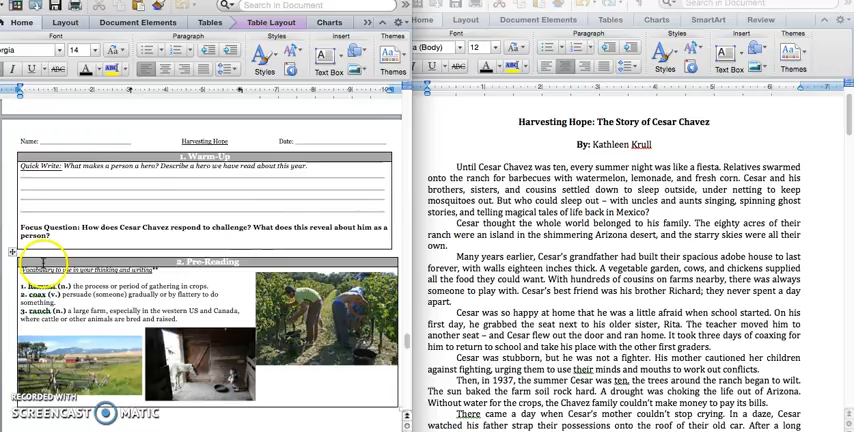 Search in Document
Home
Layout
Document Elements
Tables
Table Layout
Charts
Home
Layout
Document Elements
Tables
Charts
SmartArt
Review
Paragraph
Styles
Insert
Themes
Paragraph
Styles
Insert
Themes
rgia
14
(Body)
12
Styles
Text Box
Themes
Styles
Text Box
Themes
Name:
Harvesting Hope
Date:
1. Warm-Up
Quick Write: What makes a person a hero? Describe a hero we have read about this year.
Focus Question: How does Cesar Chavez respond to challenge? What does this reveal about him as a
person?
2. Pre-Reading
Vocabulary to use in your thinking and writing**
1. harvest (n.) the process or period of gathering in crops.
2. coax (v.) persuade (someone) gradually or by flattery to do
something.
3. ranch (n.) a large farm, especially in the western US and Canada,
where cattle or other animals are bred and raised.
RECORDED WITH
SCREENCAST MATIC
Harvesting Hope: The Story of Cesar Chavez
By: Kathleen Krull
Until Cesar Chavez was ten, every summer night was like a fiesta. Relatives swarmed
onto the ranch for barbecues with watermelon, lemonade, and fresh corn. Cesar and his
brothers, sisters, and cousins settled down to sleep outside, under netting to keep
mosquitoes out. But who could sleep out – with uncles and aunts singing, spinning ghost
stories, and telling magical tales of life back in Mexico?
Cesar thought the whole world belonged to his family. The eighty acres of their
ranch were an island in the shimmering Arizona desert, and the starry skies were all their
own.
Many years earlier, Cesar's grandfather had built their spacious adobe house to last
forever, with walls eighteen inches thick. A vegetable garden, cows, and chickens supplied
all the food they could want. With hundreds of cousins on farms nearby, there was always
someone to play with. Cesar's best friend was his brother Richard; they never spent a day
apart.
Cesar was so happy at home that he was a little afraid when school started. On his
first day, he grabbed the seat next to his older sister, Rita. The teacher moved him to
another seat – and Cesar flew out the door and ran home. It took three days of coaxing for
him to return to school and take his place with the other first graders.
Cesar was stubborn, but he was not a fighter. His mother cautioned her children
against fighting, urging them to use their minds and mouths to work out conflicts.
Then, in 1937, the summer Cesar was ten, the trees around the ranch began to wilt.
The sun baked the farm soil rock hard. A drought was choking the life out of Arizona.
Without water for the crops, the Chavez family couldn't make money to pay its bills.
There came a day when Cesar's mother couldn't stop crying. In a daze, Cesar
watched his father strap their possessions onto the roof of their old car. After a long